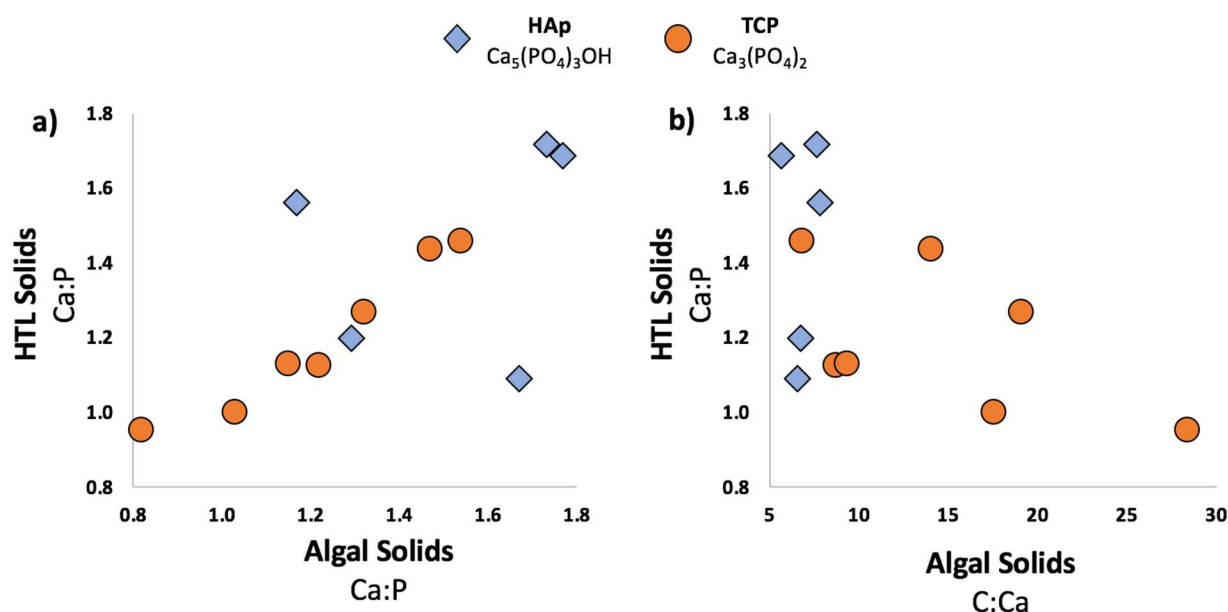 HAp
Ca₅(PO₄)₃OH
TCP
Ca₃(PO₄)₂
a)
HTL Solids
Ca:P
1.8
1.6
1.4
1.2
1.0
0.8
0.8 1.0 1.2 1.4 1.6 1.8
Algal Solids
Ca:P
b)
HTL Solids
Ca:P
1.8
1.6
1.4
1.2
1.0
0.8
5 10 15 20 25 30
Algal Solids
C:Ca